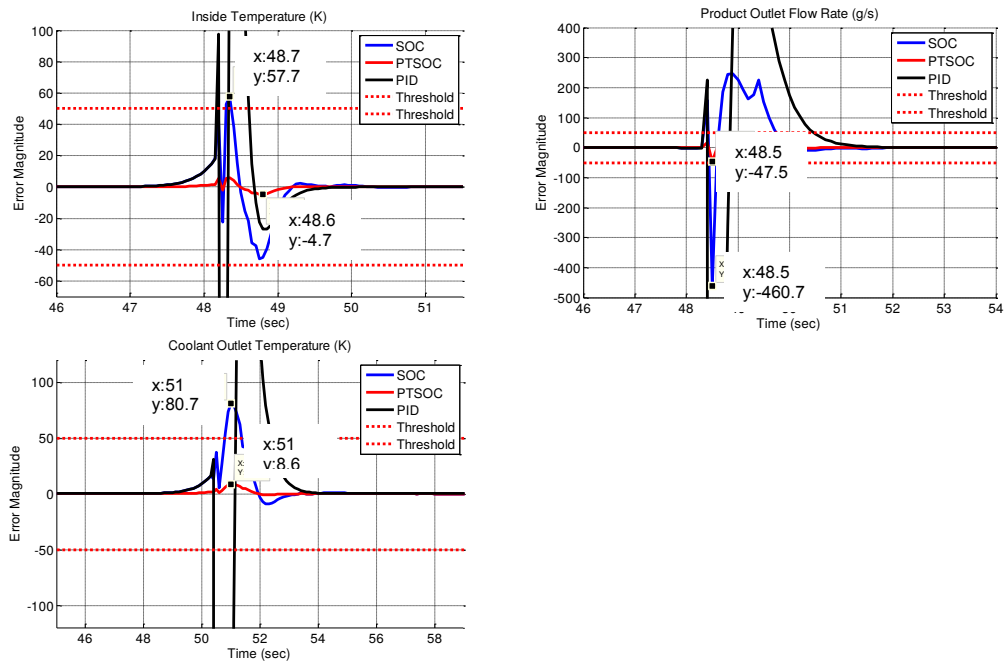 Inside Temperature (K)
Error Magnitude
100
80
60
40
20
0
-20
-40
-60
46
47
48
49
50
51
Time (sec)
SOC
PTSOC
PID
Threshold
Threshold
x:48.7
y:57.7
x:48.6
y:-4.7
Product Outlet Flow Rate (g/s)
Error Magnitude
400
300
200
100
0
-100
-200
-300
-400
-500
46
47
48
49
50
51
52
53
54
Time (sec)
SOC
PTSOC
PID
Threshold
Threshold
x:48.5
y:-47.5
X
Y
x:48.5
y:-460.7
Coolant Outlet Temperature (K)
Error Magnitude
100
50
0
-50
-100
46
48
50
52
54
56
58
Time (sec)
SOC
PTSOC
PID
Threshold
Threshold
x:51
y:80.7
x:51
y:8.6
X:
Y: